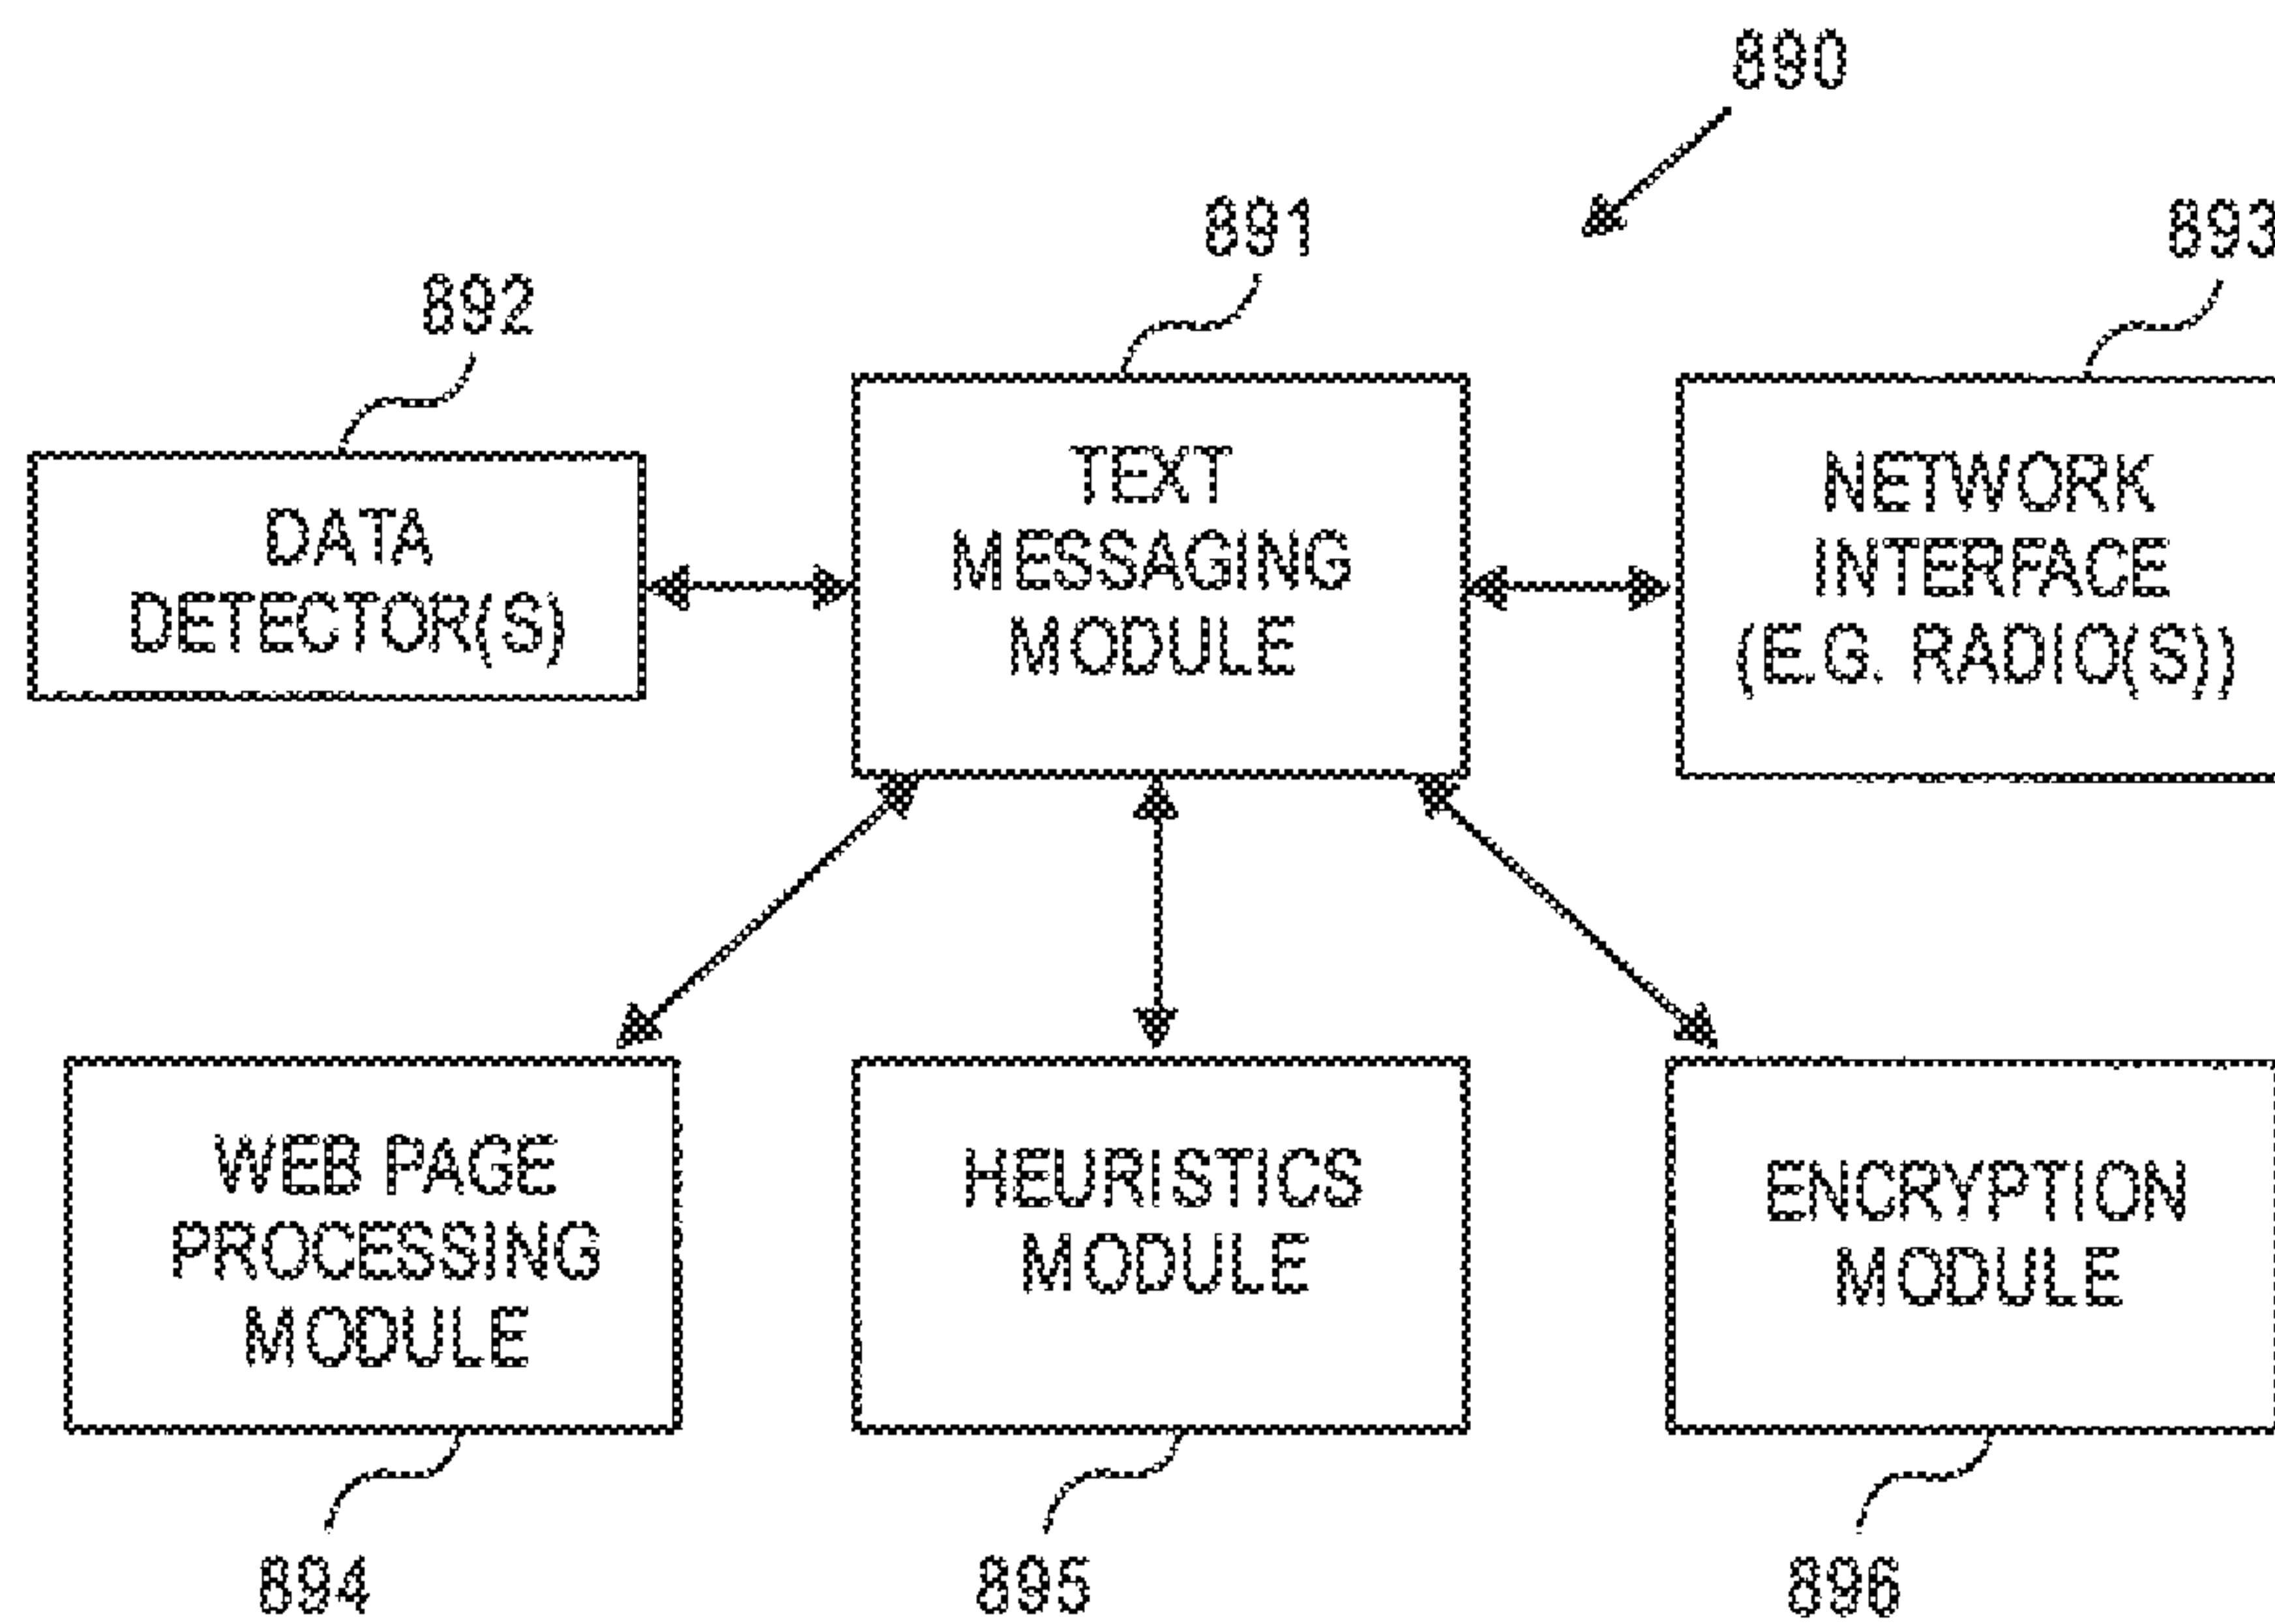 890
891
893
892
TEXT
MESSAGING
MODULE
NETWORK
INTERFACE
(E.G. RADIO(S))
DATA
DETECTOR(S)
WEB PAGE
PROCESSING
MODULE
HEURISTICS
MODULE
ENCRYPTION
MODULE
894
895
896